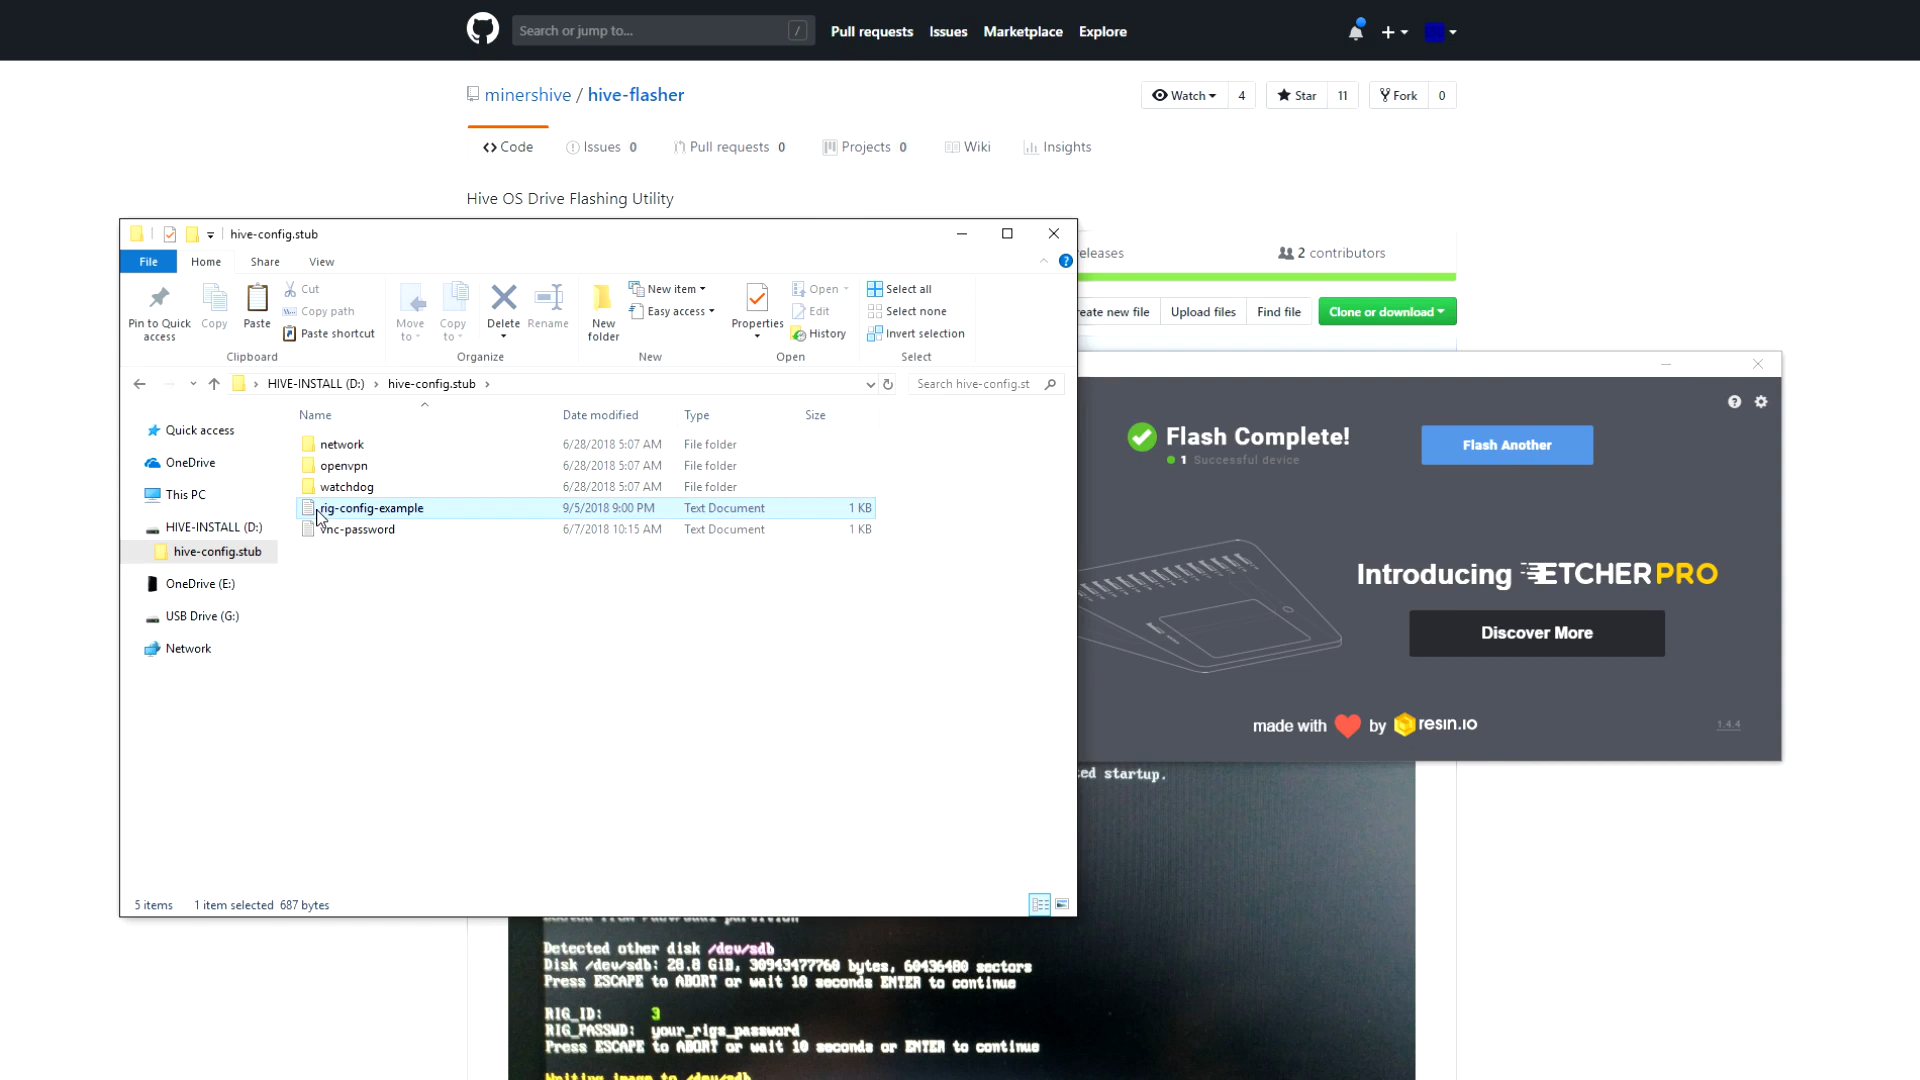 Search or jump to...
/
Pull requests
Issues
Marketplace
Explore
minershive / hive-flasher
Watch
4
Star
11
Fork
0
Code
Issues 0
Pull requests 0
Projects 0
Wiki
Insights
Hive OS Drive Flashing Utility
hive-config.stub
File
Home
Share
View
Pin to Quick access
Copy
Paste
Cut
Copy path
Paste shortcut
Clipboard
Move to
Copy to
Delete
Rename
Organize
New folder
New item
Easy access
New
Properties
Open
Edit
History
Open
Select all
Select none
Invert selection
Select
HIVE-INSTALL (D:) › hive-config.stub ›
Search hive-config.st
Name
Date modified
Type
Size
network 6/28/2018 5:07 AM File folder
openvpn 6/28/2018 5:07 AM File folder
watchdog 6/28/2018 5:07 AM File folder
rig-config-example 9/5/2018 9:00 PM Text Document 1 KB
vnc-password 6/7/2018 10:15 AM Text Document 1 KB
Quick access
OneDrive
This PC
HIVE-INSTALL (D:)
hive-config.stub
OneDrive (E:)
USB Drive (G:)
Network
5 items 1 item selected 687 bytes
eleases
2 contributors
reate new file
Upload files
Find file
Clone or download
Flash Complete!
1 Successful device
Flash Another
Introducing ETCHER PRO
Discover More
made with by resin.io
1.4.4
ed startup.
Detected other disk /dev/sdb
Disk /dev/sdb: 28.8 GiB, 30943477760 bytes, 60436480 sectors
Press ESCAPE to ABORT or wait 10 seconds ENTER to continue
RIG_ID: 3
RIG_PASSWD: your_rigs_password
Press ESCAPE to ABORT or wait 10 seconds or ENTER to continue